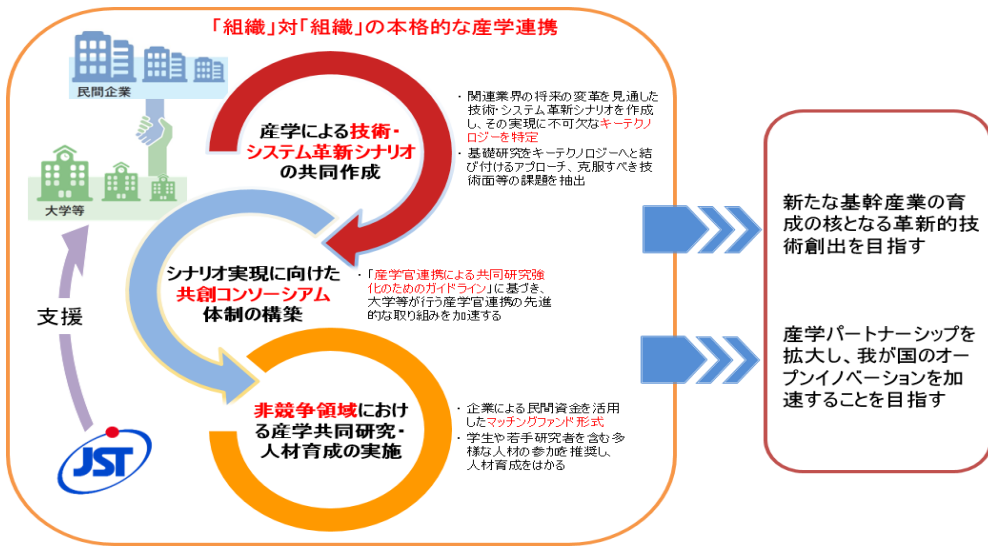 「組織」対「組織」の本格的な産学連携
民間企業
大学等
支援
JST
産学による技術・
システム革新シナリオ
の共同作成
・関連業界の将来の変革を見通した
技術・システム革新シナリオを作成
し、その実現に不可欠なキーテクノ
ロジーを特定
・基礎研究をキーテクノロジーへと結
び付けるアプローチ、克服すべき技
術面等の課題を抽出
シナリオ実現に向けた
共創コンソーシアム
体制の構築
・「産学官連携による共同研究強
化のためのガイドライン」に基づき、
大学等が行う産学官連携の先進
的な取り組みを加速する
非競争領域におけ
る産学共同研究・
人材育成の実施
・企業による民間資金を活用
したマッチングファンド形式
・学生や若手研究者を含む多
様な人材の参加を推奨し、
人材育成をはかる
新たな基幹産業の育
成の核となる革新的技
術創出を目指す
産学パートナーシップを
拡大し、我が国のオー
プンイノベーションを加
速することを目指す